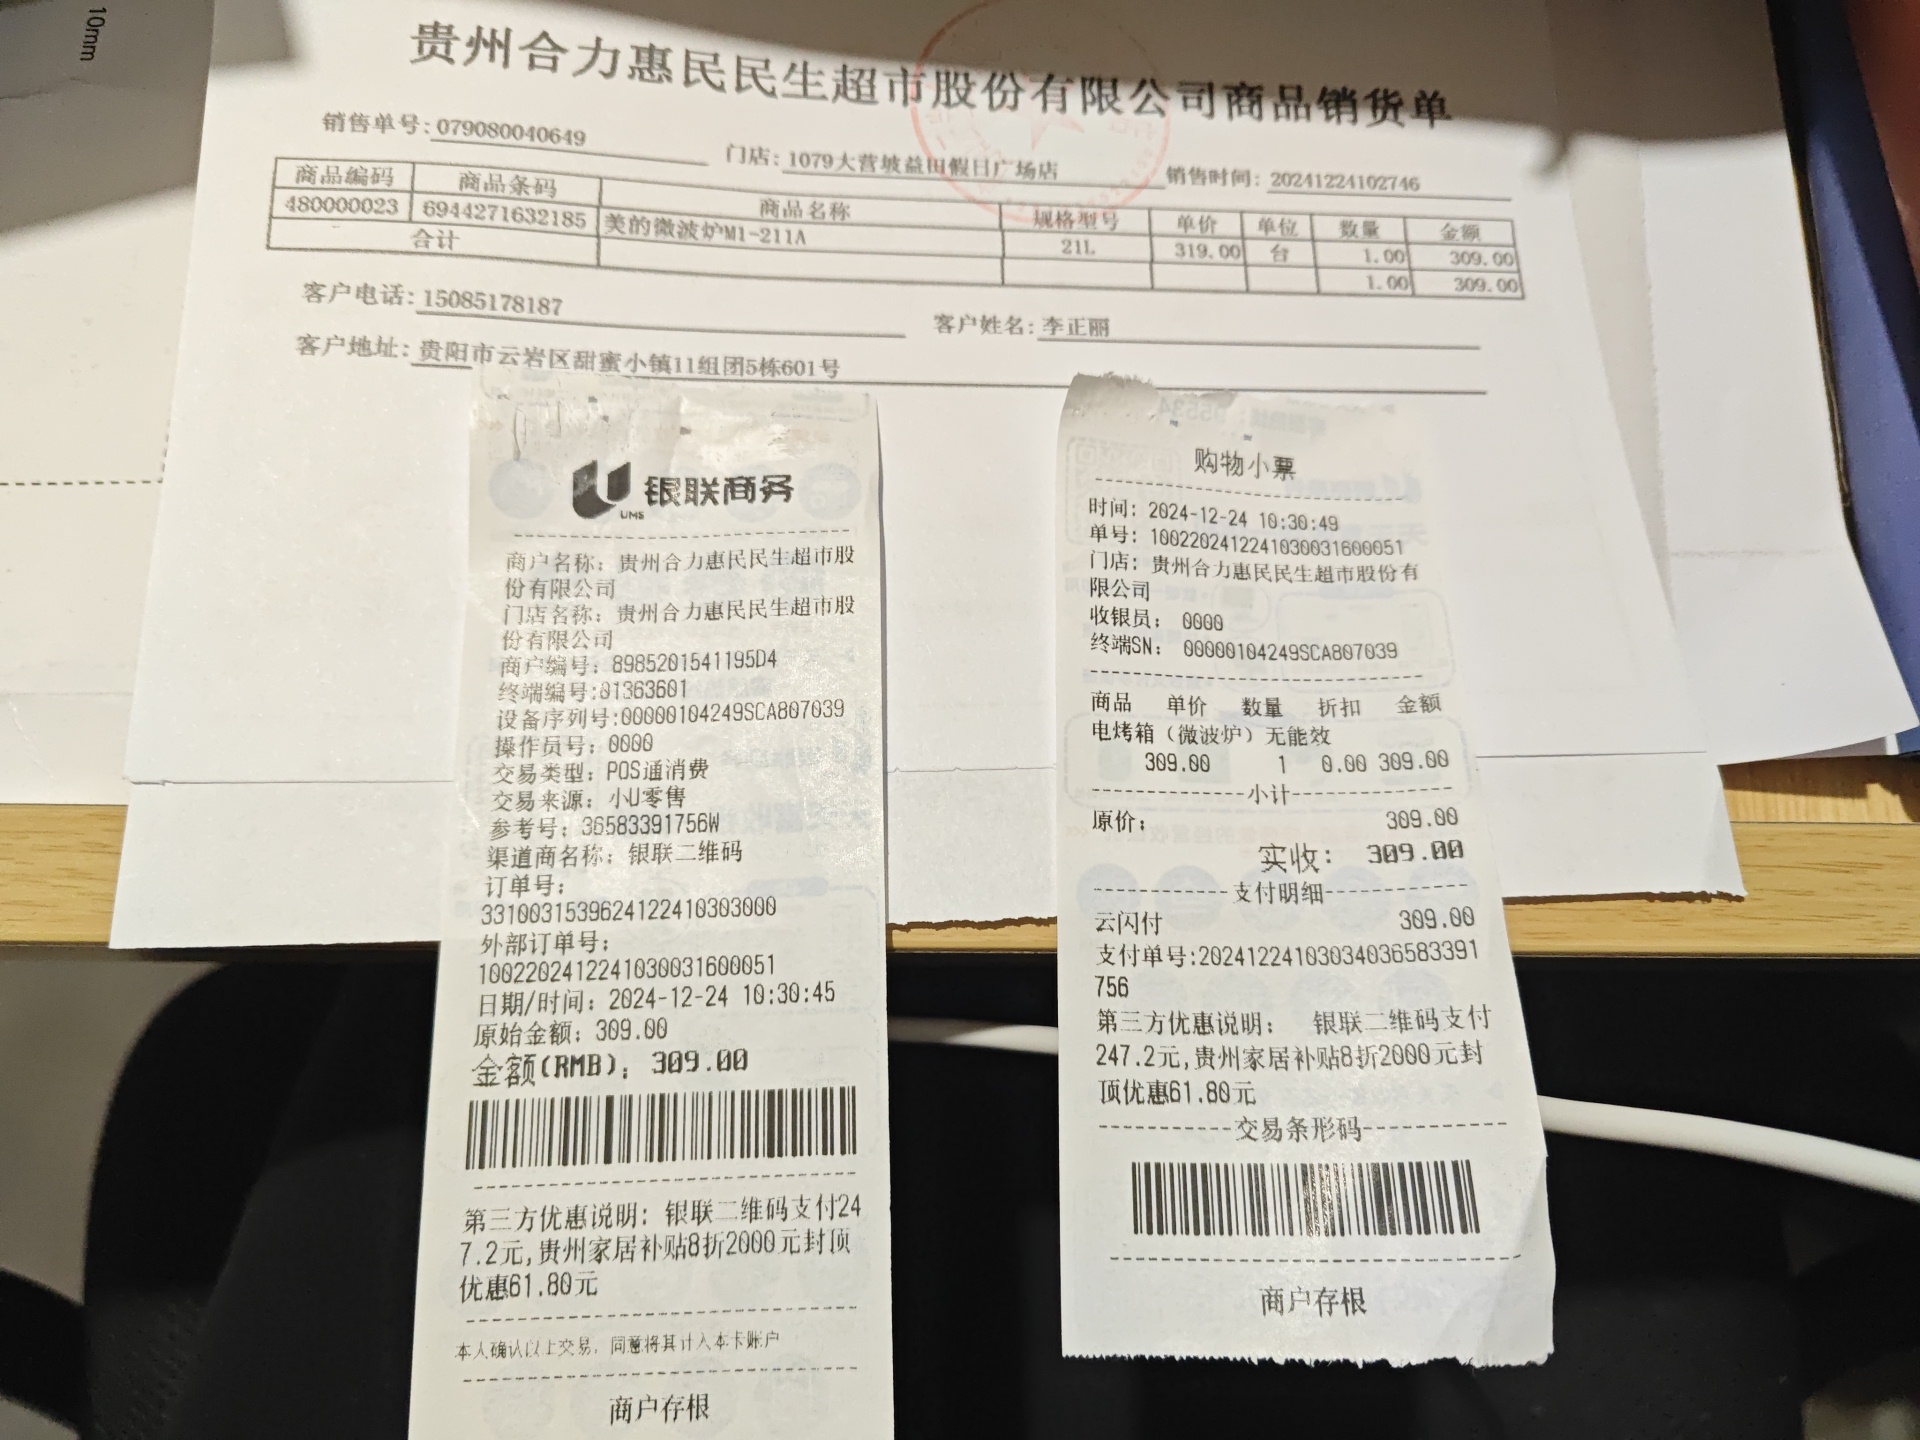 10mm
贵州合力惠民民生超市股份有限公司商品销货单
销售单号:079080040649 门店:1079大营坡益田假日广场店 销售时间:20241224102746
商品编码 商品条码 商品名称 规格型号 单价 单位 数量 金额
480000023 6944271632185 美的微波炉M1-211A 21L 319.00 台 1.00 309.00
合计 1.00 309.00
客户电话:15085178187 客户姓名:李正丽
客户地址:贵阳市云岩区甜蜜小镇11组团5栋601号
银联商务
UMS
商户名称：贵州合力惠民民生超市股
份有限公司
门店名称：贵州合力惠民民生超市股
份有限公司
商户编号：8985201541195D4
终端编号:01363601
设备序列号:00000104249SCA807039
操作员号：0000
交易类型：POS通消费
交易来源：小U零售
参考号：36583391756W
渠道商名称：银联二维码
订单号：
3310031539624122410303000
外部订单号：
1002202412241030031600051
日期/时间：2024-12-24 10:30:45
原始金额：309.00
金额(RMB)：309.00
第三方优惠说明：银联二维码支付24
7.2元,贵州家居补贴8折2000元封顶
优惠61.80元
本人确认以上交易，同意将其计入本卡账户
商户存根
购物小票
时间：2024-12-24 10:30:49
单号：1002202412241030031600051
门店：贵州合力惠民民生超市股份有
限公司
收银员： 0000
终端SN： 00000104249SCA807039
商品 单价 数量 折扣 金额
电烤箱（微波炉）无能效
309.00 1 0.00 309.00
小计
原价： 309.00
实收： 309.00
支付明细
云闪付 309.00
支付单号:20241224103034036583391
756
第三方优惠说明： 银联二维码支付
247.2元,贵州家居补贴8折2000元封
顶优惠61.80元
交易条形码
商户存根